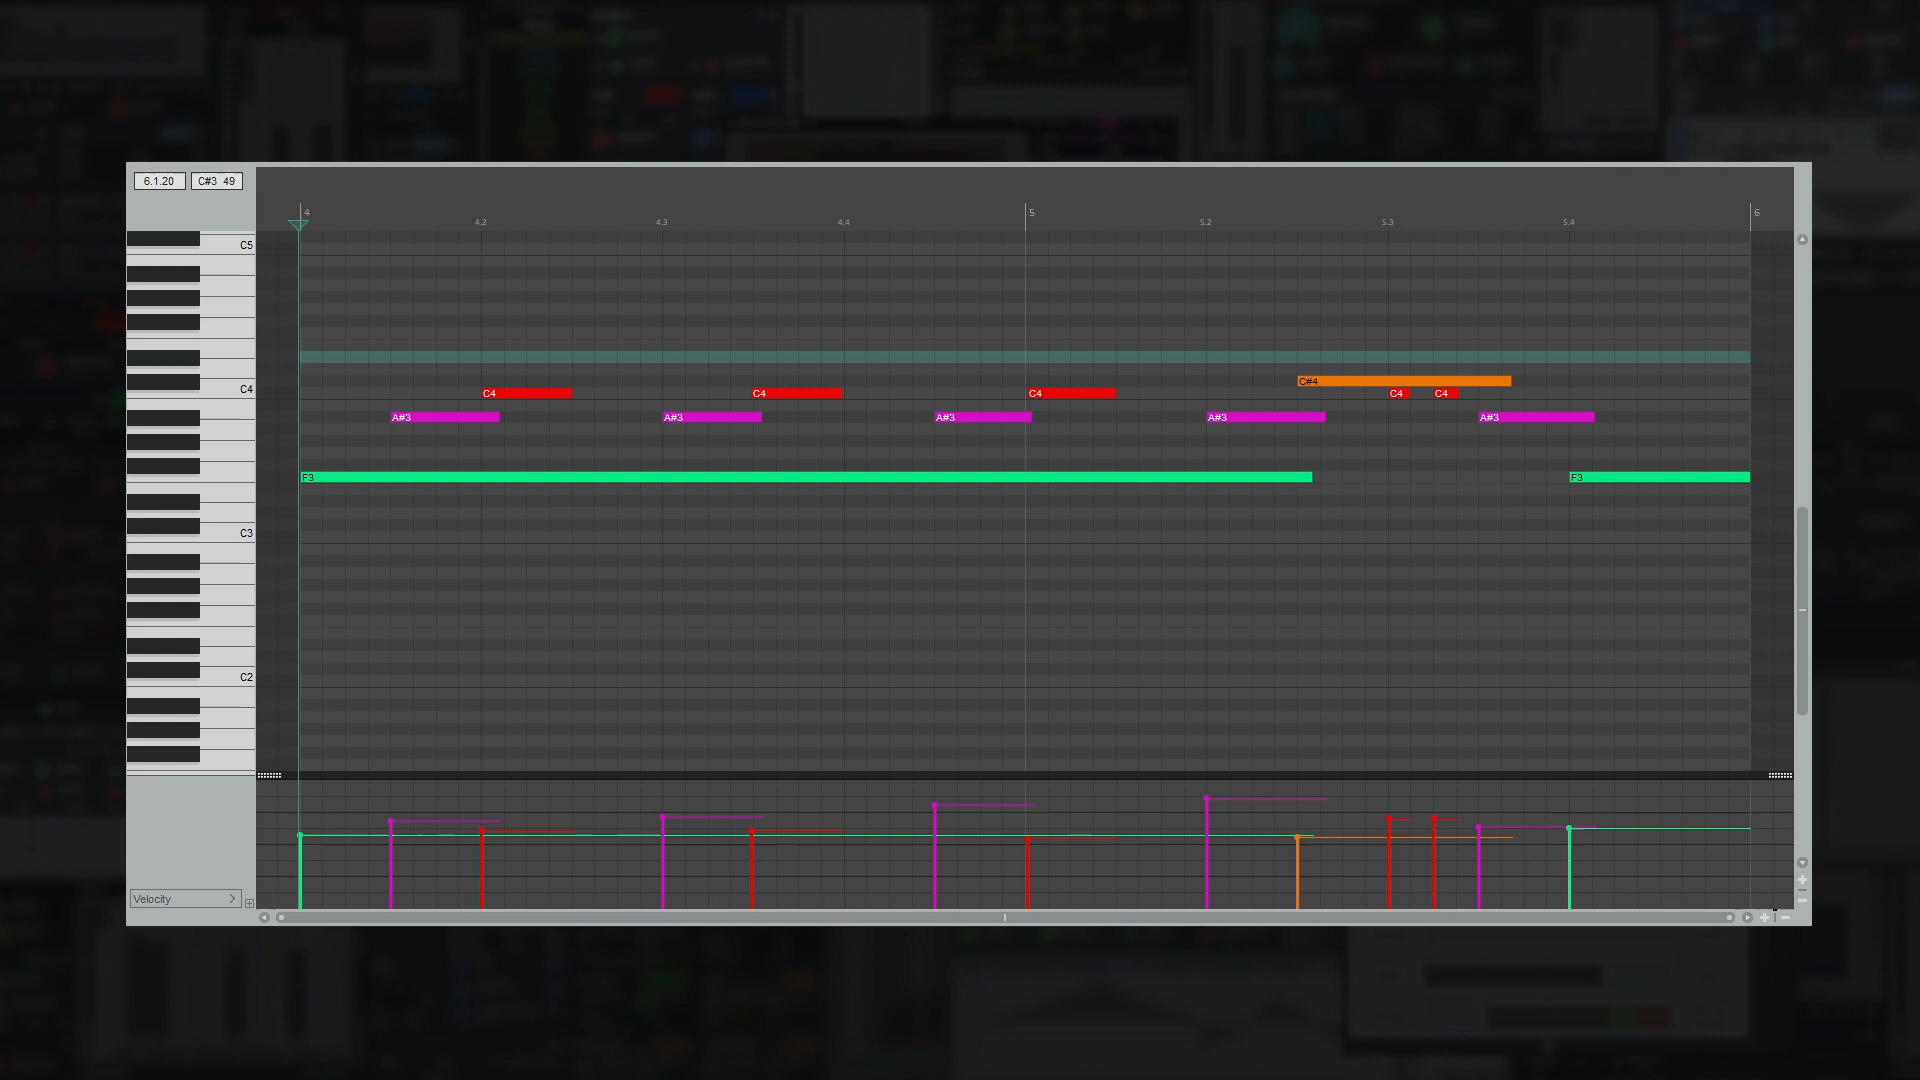 6.1.20 C#3 49
4 5 6
4.2 4.3 4.4 5.2 5.3 5.4
C5
C#4
C4 C4 C4 C4 C4 C4
A#3 A#3 A#3 A#3 A#3
F3 F3
C3
C2
Velocity